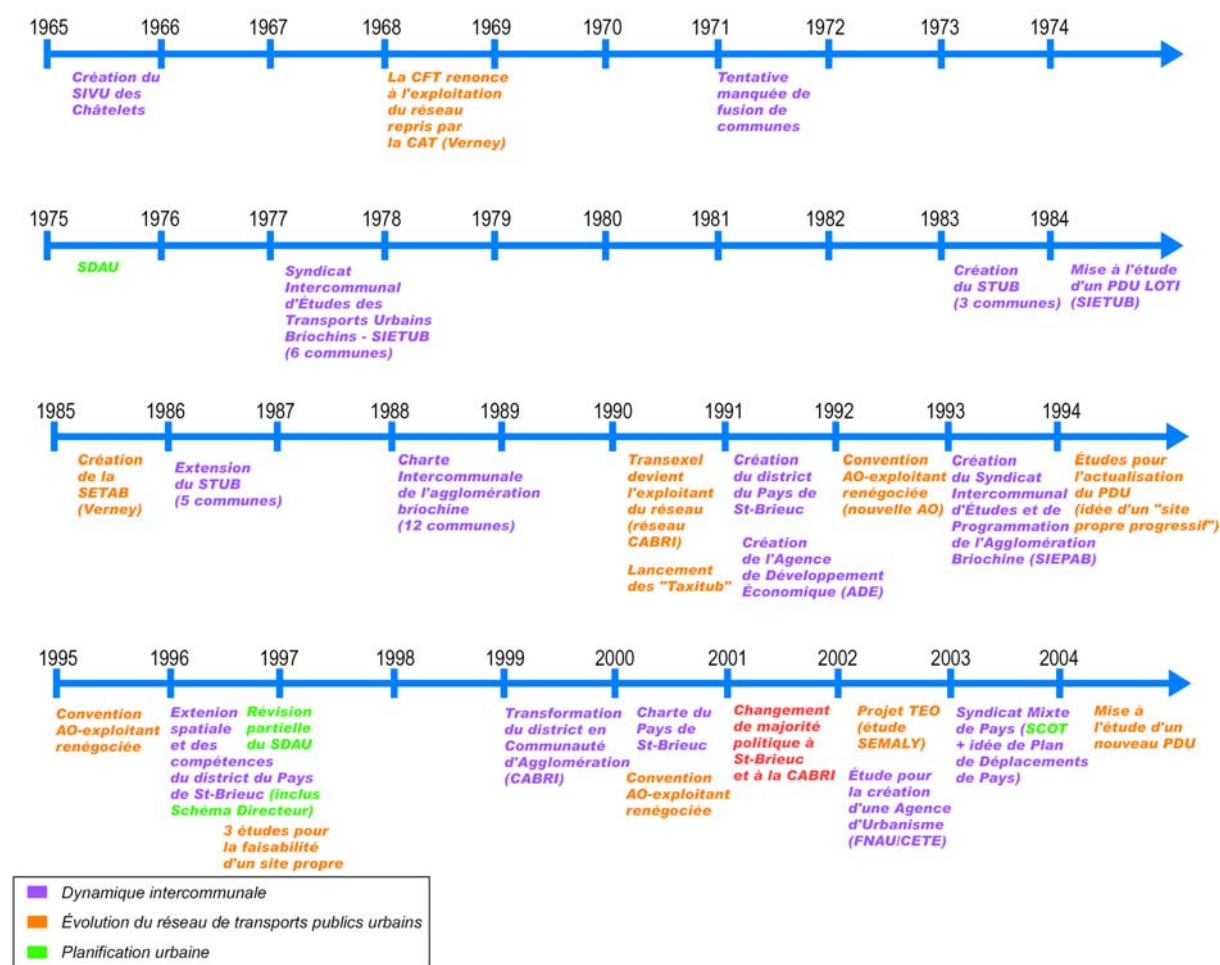 1965 1966 1967 1968 1969 1970 1971 1972 1973 1974
Création du
SIVU des
Châtelets
La CFT renonce
à l'exploitation
du réseau
repris par
la CAT (Verney)
Tentative
manquée de
fusion de
communes
1975 1976 1977 1978 1979 1980 1981 1982 1983 1984
SDAU
Syndicat
Intercommunal
d'Études des
Transports Urbains
Briochins - SIETUB
(6 communes)
Création
du STUB
(3 communes)
Mise à l'étude
d'un PDU LOTI
(SIETUB)
1985 1986 1987 1988 1989 1990 1991 1992 1993 1994
Création
de la
SETAB
(Verney)
Extension
du STUB
(5 communes)
Charte
Intercommunale
de l'agglomération
briochine
(12 communes)
Transexel
devient
l'exploitant
du réseau
(réseau
CABRI)
Lancement
des "Taxitub"
Création
du district
du Pays de
St-Brieuc
Création
de l'Agence
de Développement
Économique (ADE)
Convention
AO-exploitant
renégociée
(nouvelle AO)
Création
du Syndicat
Intercommunal
d'Études et de
Programmation
de l'Agglomération
Briochine (SIEPAB)
Études pour
l'actualisation
du PDU
(idée d'un "site
propre progressif")
1995 1996 1997 1998 1999 2000 2001 2002 2003 2004
Convention
AO-exploitant
renégociée
Extenion
spatiale
et des
compétences
du district du Pays
de St-Brieuc (inclus
Schéma Directeur)
Révision
partielle
du SDAU
3 études pour
la faisabilité
d'un site propre
Transformation
du district en
Communauté
d'Agglomération
(CABRI)
Charte du
Pays de
St-Brieuc
Convention
AO-exploitant
renégociée
Changement
de majorité
politique à
St-Brieuc
et à la CABRI
Projet TEO
(étude
SEMALY)
Étude pour
la création
d'une Agence
d'Urbanisme
(FNAU/CETE)
Syndicat Mixte
de Pays (SCOT
+ idée de Plan
de Déplacements
de Pays)
Mise à
l'étude d'un
nouveau PDU
Dynamique intercommunale
Évolution du réseau de transports publics urbains
Planification urbaine